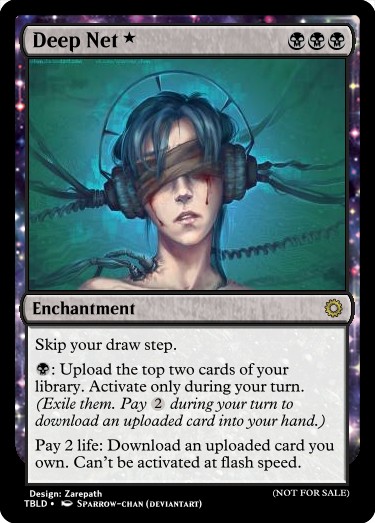 Deep Net ★
Enchantment
Skip your draw step.
: Upload the top two cards of your
library. Activate only during your turn.
(Exile them. Pay 2 during your turn to
download an uploaded card into your hand.)
Pay 2 life: Download an uploaded card you
own. Can't be activated at flash speed.
Design: Zarepath
(NOT FOR SALE)
TBLD • Sparrow-chan (deviantart)